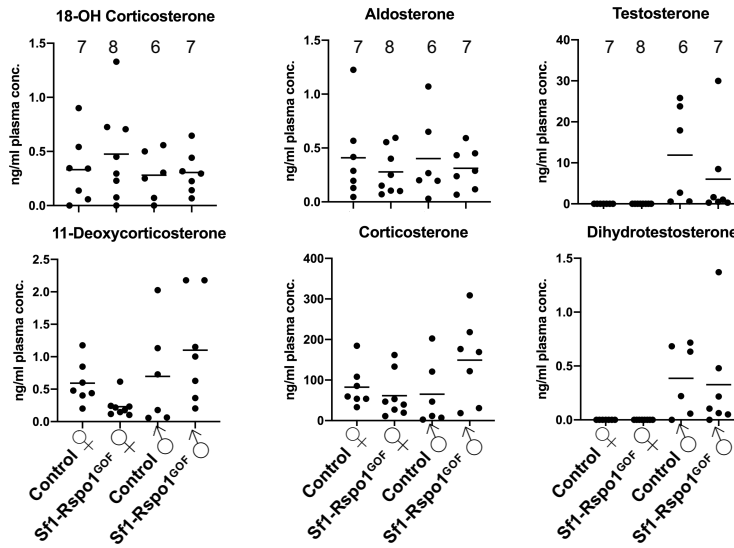 18-OH Corticosterone
ng/ml plasma conc.
1.5
1.0
0.5
0.0
7 8 6 7
Aldosterone
ng/ml plasma conc.
1.5
1.0
0.5
0.0
7 8 6 7
Testosterone
ng/ml plasma conc.
40
30
20
10
0
7 8 6 7
11-Deoxycorticosterone
ng/ml plasma conc.
2.5
2.0
1.5
1.0
0.5
0.0
Control ♀
Sf1-Rspo1GOF ♀
Control ♂
Sf1-Rspo1GOF ♂
Corticosterone
ng/ml plasma conc.
400
300
200
100
0
Control ♀
Sf1-Rspo1GOF ♀
Control ♂
Sf1-Rspo1GOF ♂
Dihydrotestosterone
ng/ml plasma conc.
1.5
1.0
0.5
0.0
Control ♀
Sf1-Rspo1GOF ♀
Control ♂
Sf1-Rspo1GOF ♂